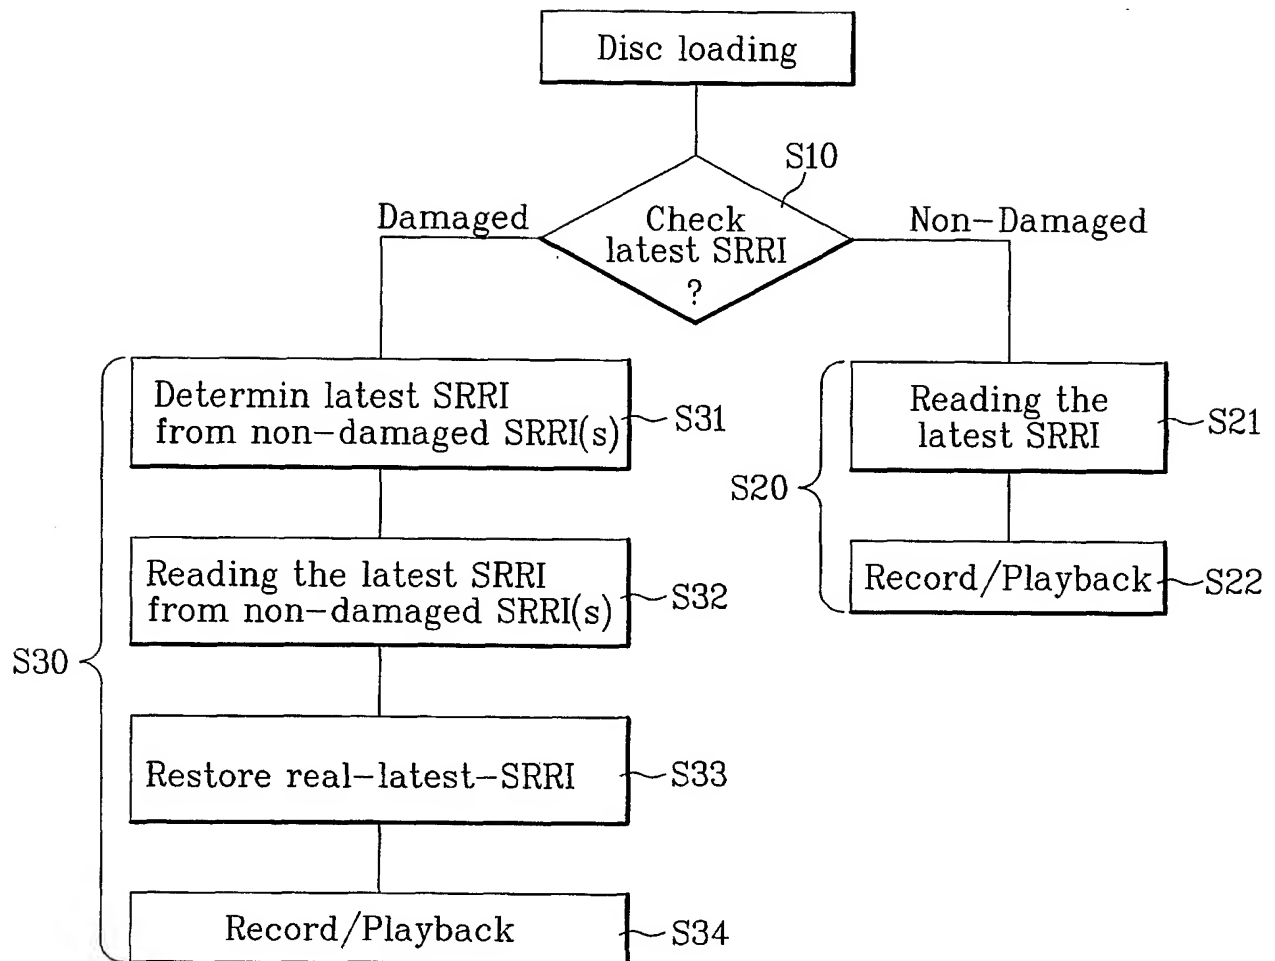 Disc loading
S10
Damaged
Check
latest SRRI
?
Non-Damaged
Determin latest SRRI
from non-damaged SRRI(s)
S31
Reading the
latest SRRI
S21
S20
Reading the latest SRRI
from non-damaged SRRI(s)
S32
Record/Playback
S22
S30
Restore real-latest-SRRI
S33
Record/Playback
S34